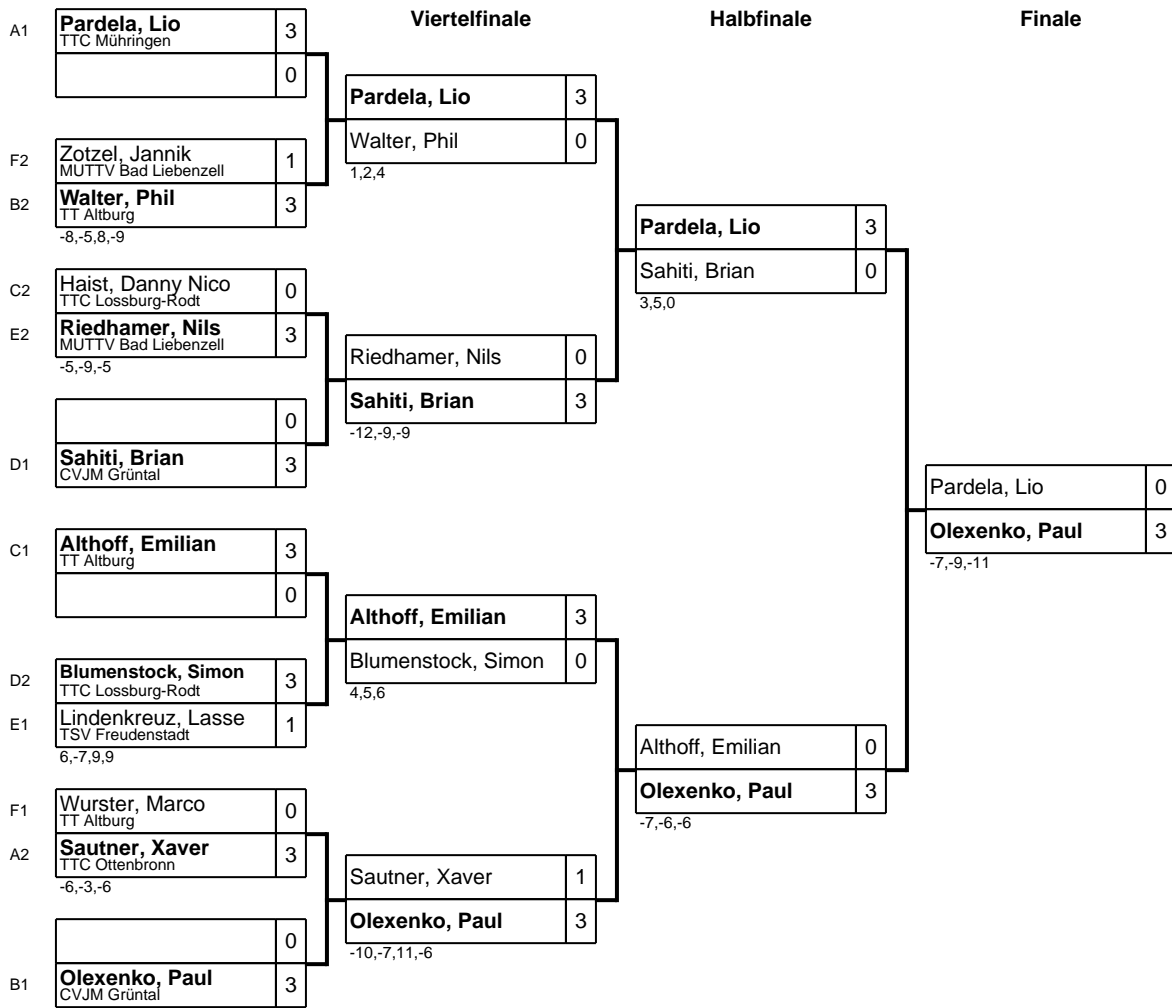 Viertelfinale
Halbfinale
Finale
A1
Pardela, Lio
TTC Mühringen
3
0
F2
Zotzel, Jannik
MUTTV Bad Liebenzell
1
B2
Walter, Phil
TT Altburg
3
-8,-5,8,-9
C2
Haist, Danny Nico
TTC Lossburg-Rodt
0
E2
Riedhamer, Nils
MUTTV Bad Liebenzell
3
-5,-9,-5
0
D1
Sahiti, Brian
CVJM Grüntal
3
C1
Althoff, Emilian
TT Altburg
3
0
D2
Blumenstock, Simon
TTC Lossburg-Rodt
3
E1
Lindenkreuz, Lasse
TSV Freudenstadt
1
6,-7,9,9
F1
Wurster, Marco
TT Altburg
0
A2
Sautner, Xaver
TTC Ottenbronn
3
-6,-3,-6
0
B1
Olexenko, Paul
CVJM Grüntal
3
Pardela, Lio
3
Walter, Phil
0
1,2,4
Riedhamer, Nils
0
Sahiti, Brian
3
-12,-9,-9
Althoff, Emilian
3
Blumenstock, Simon
0
4,5,6
Sautner, Xaver
1
Olexenko, Paul
3
-10,-7,11,-6
Pardela, Lio
3
Sahiti, Brian
0
3,5,0
Althoff, Emilian
0
Olexenko, Paul
3
-7,-6,-6
Pardela, Lio
0
Olexenko, Paul
3
-7,-9,-11